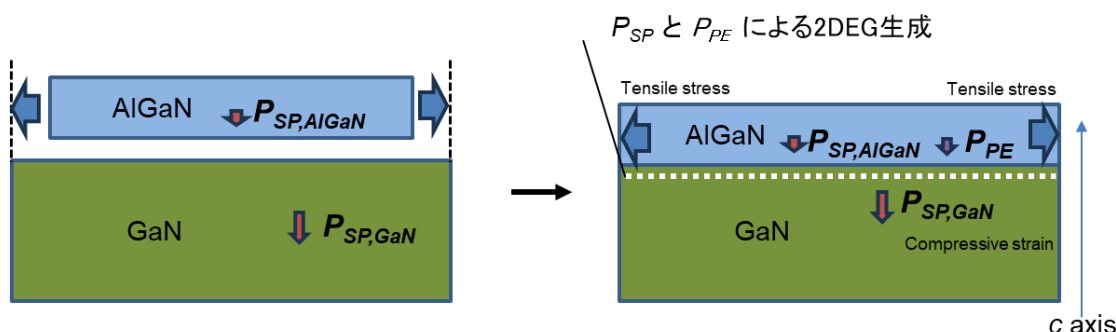 AlGaN P_SP,AlGaN
GaN P_SP,GaN
P_SP と P_PE による2DEG生成
Tensile stress Tensile stress
AlGaN P_SP,AlGaN P_PE
P_SP,GaN
GaN
Compressive strain
c axis